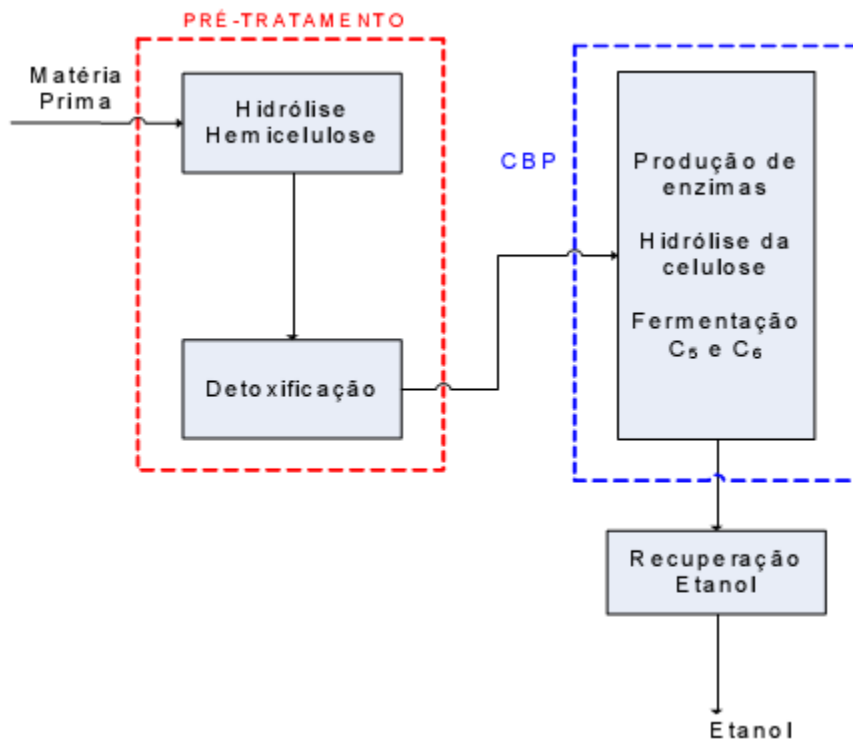 PRÉ-TRATAMENTO
Matéria
Prima
Hidrólise
Hemicelulose
Detoxificação
CBP
Produção de
enzimas
Hidrólise da
celulose
Fermentação
C₅ e C₆
Recuperação
Etanol
Etanol